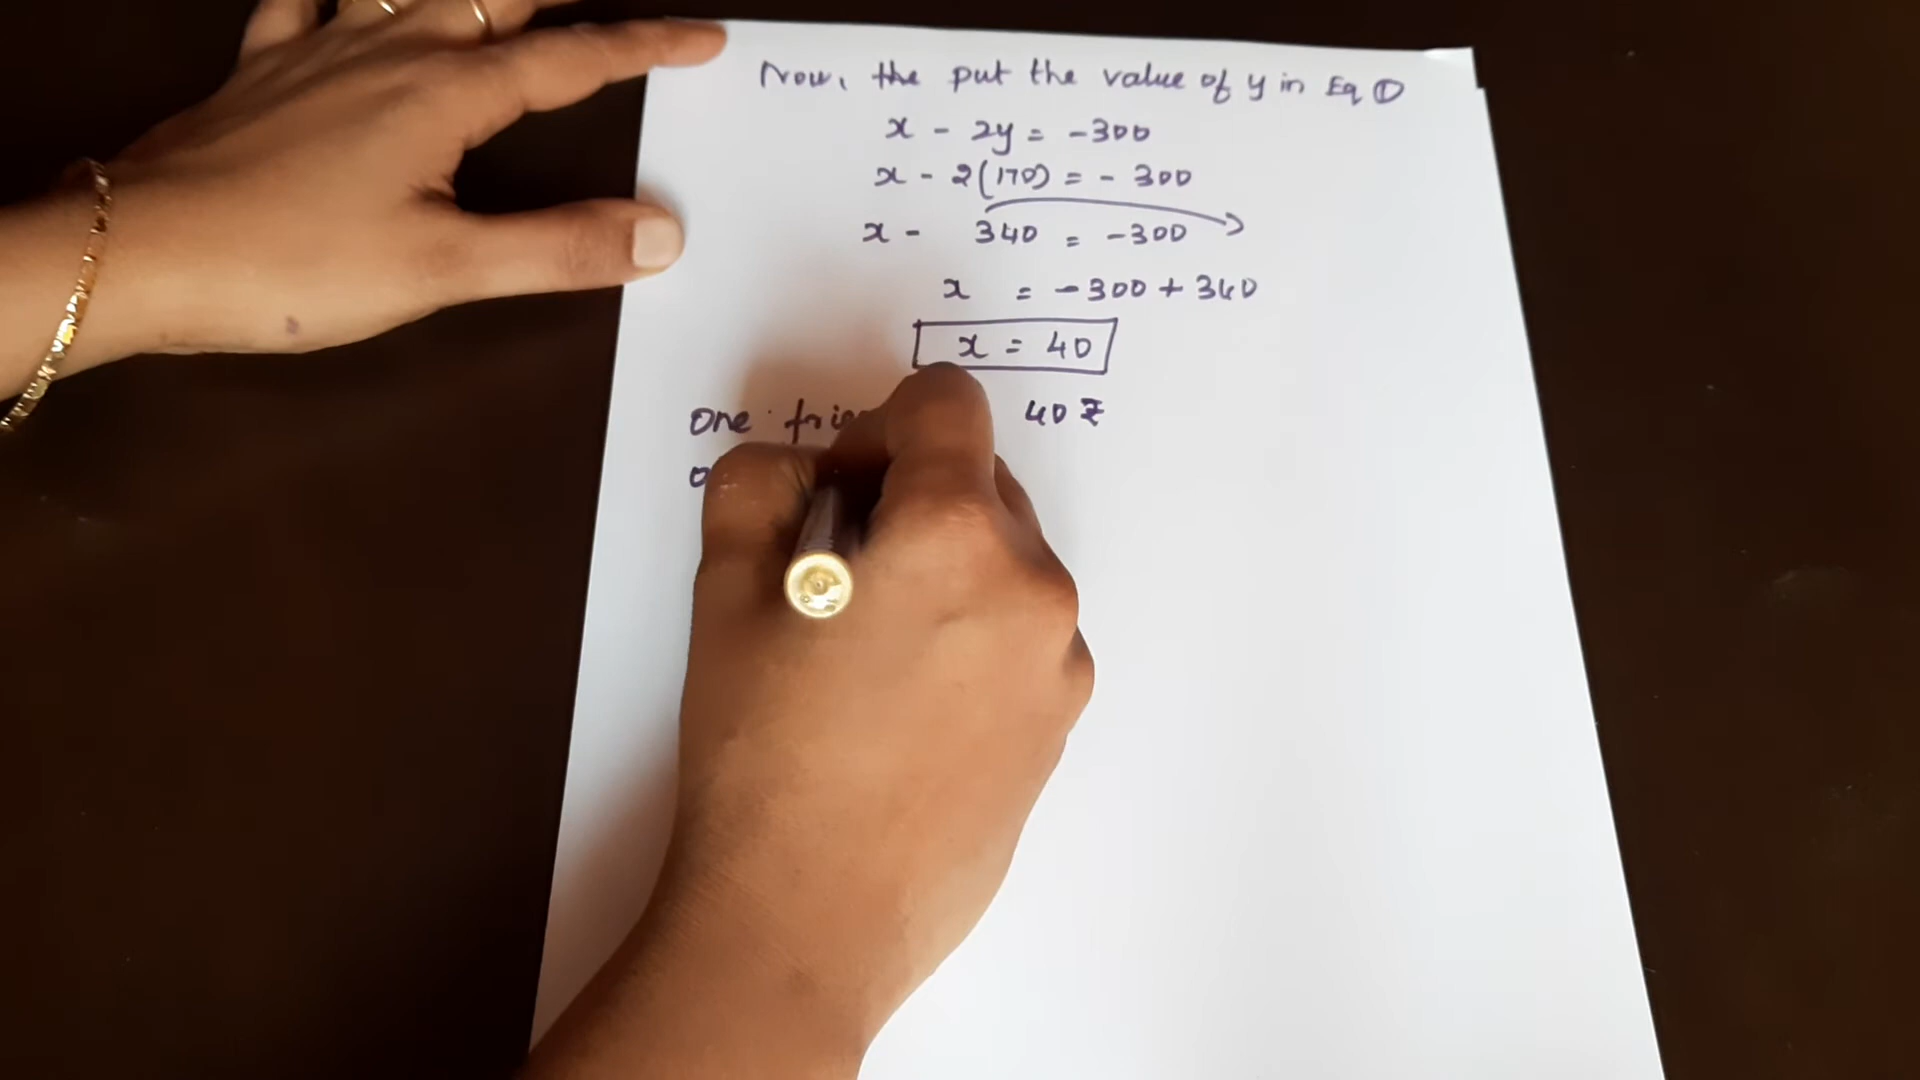 Now, the put the value of y in Eq ①
x - 2y = -300
x - 2(170) = - 300
x - 340 = -300
x = -300 + 340
x = 40
One 40 ₹